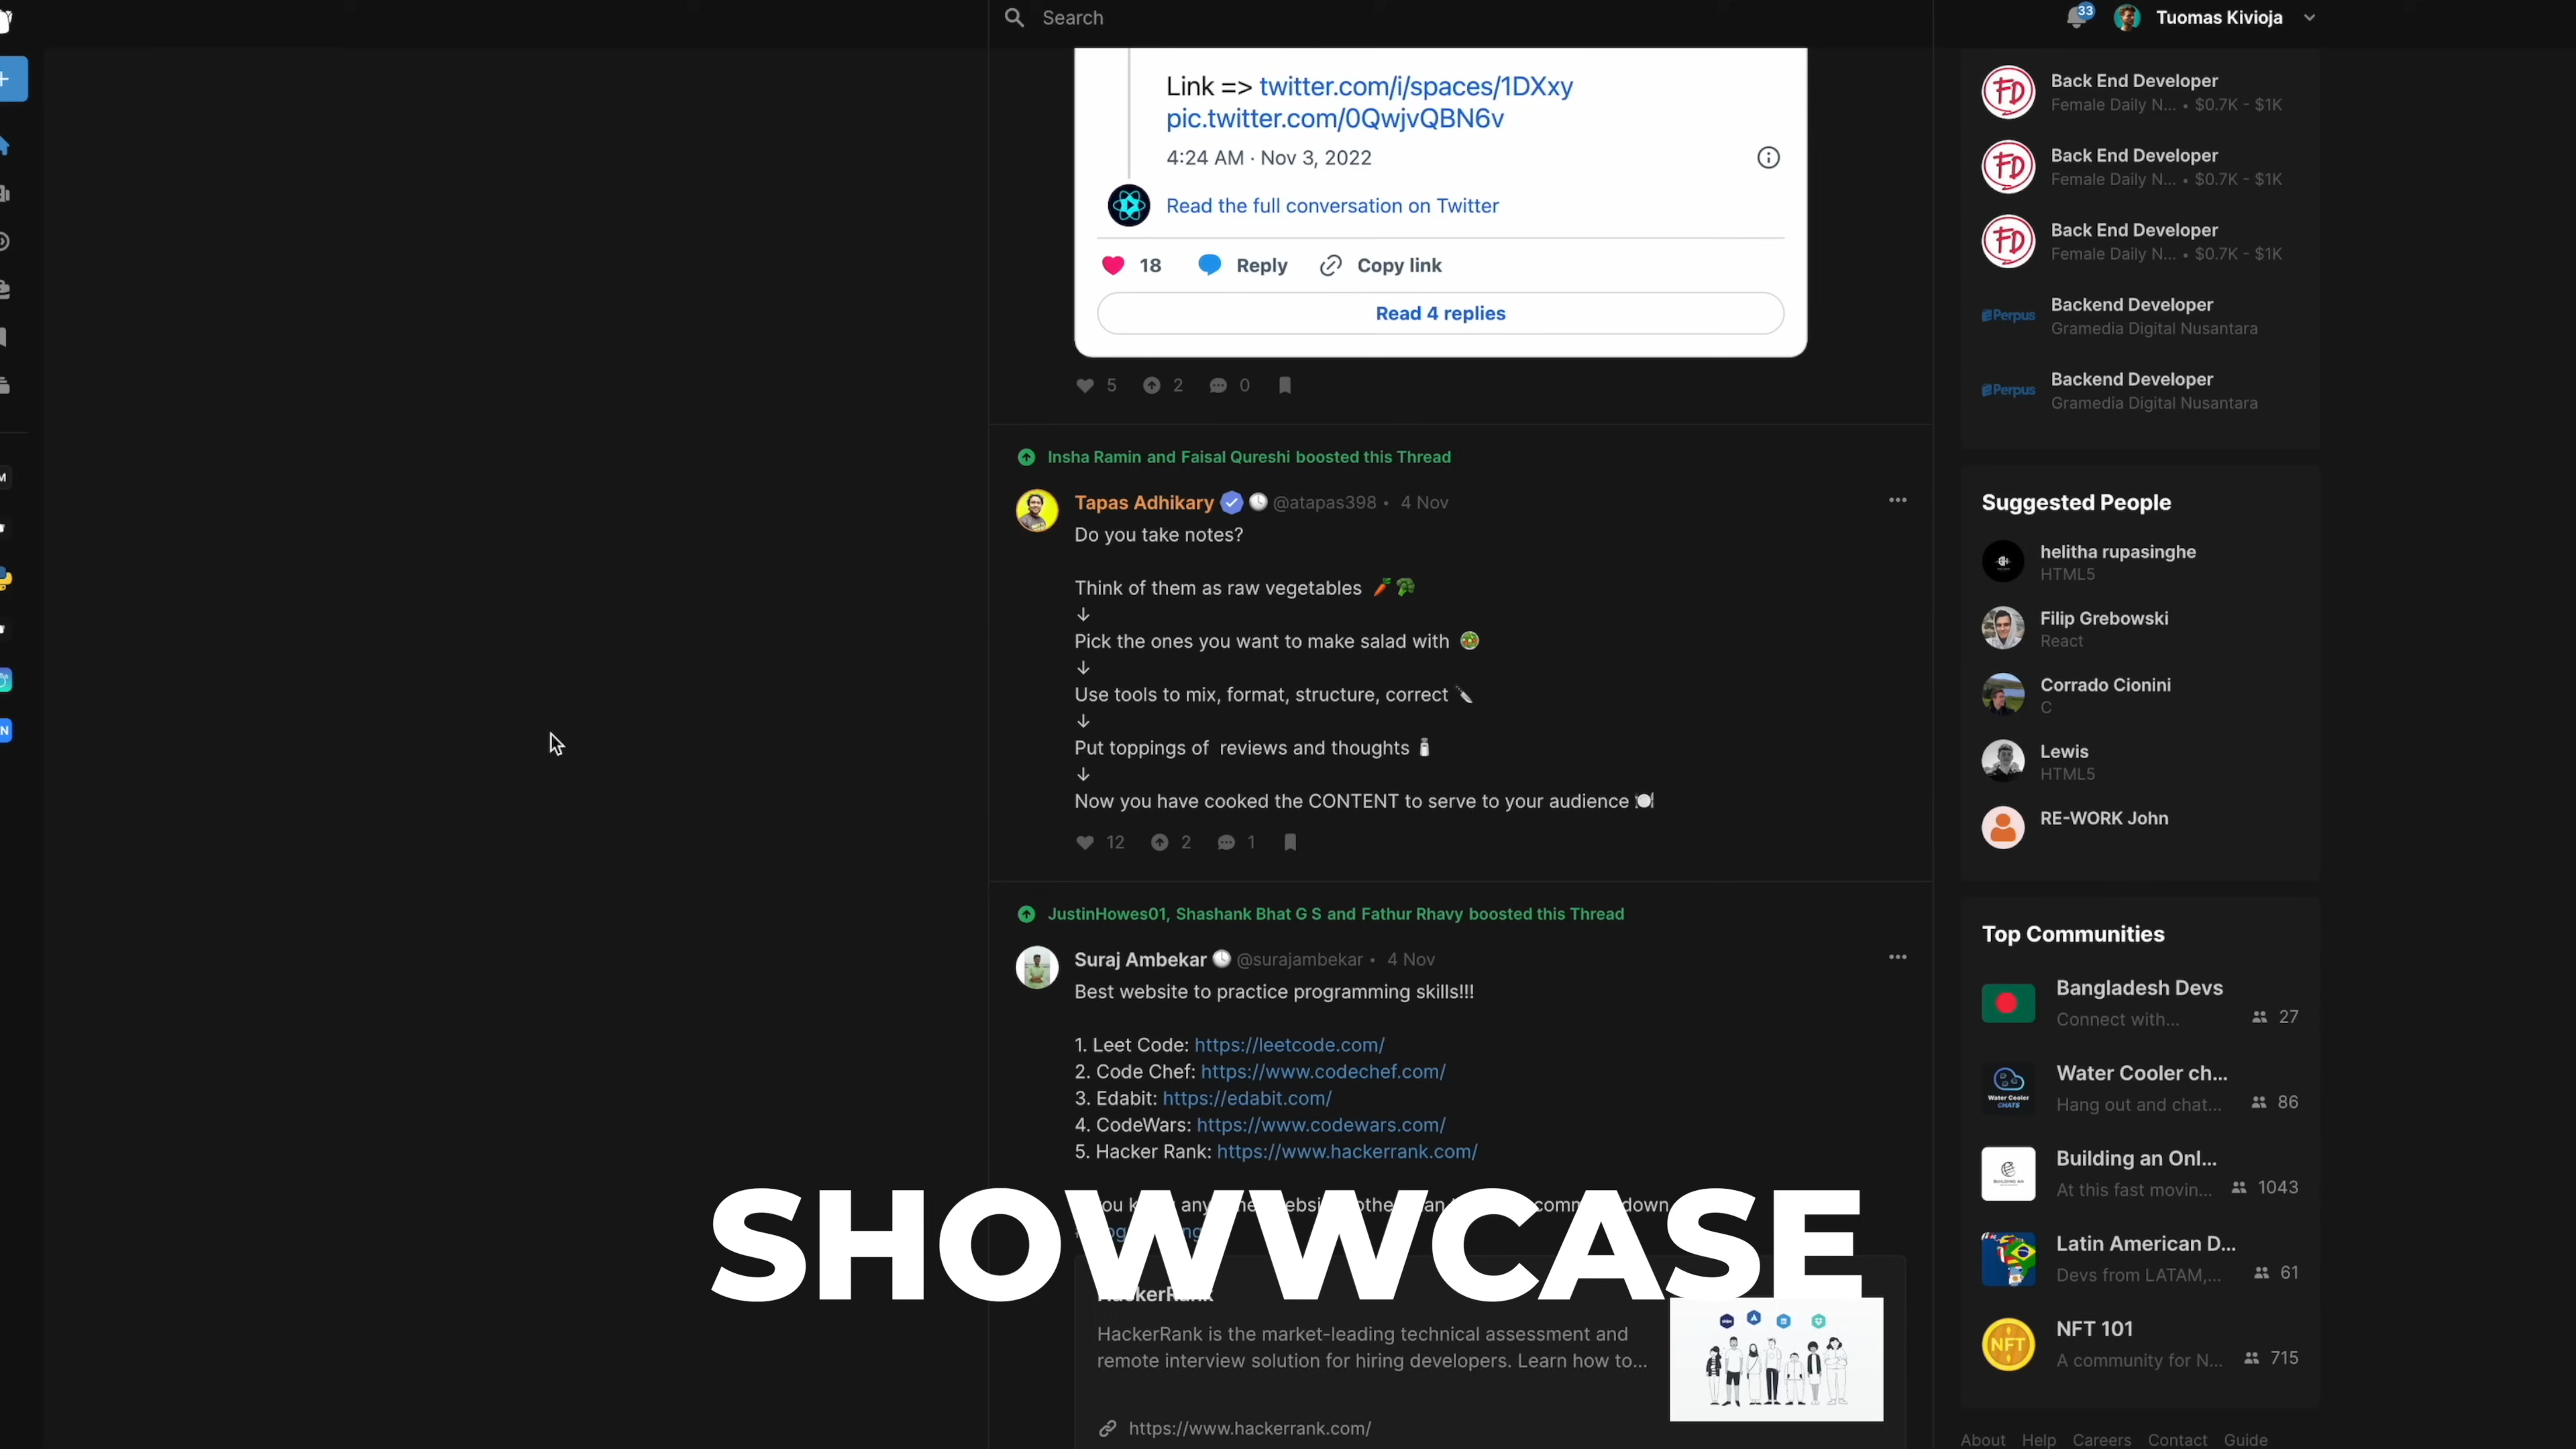 Search
33
Tuomas Kivioja
Link => twitter.com/i/spaces/1DXxy
pic.twitter.com/0QwjvQBN6v
4:24 AM · Nov 3, 2022
Read the full conversation on Twitter
18 Reply Copy link
Read 4 replies
5 2 0
Insha Ramin and Faisal Qureshi boosted this Thread
Tapas Adhikary @atapas398 • 4 Nov
Do you take notes?
Think of them as raw vegetables 🥕🥦
↓
Pick the ones you want to make salad with 🥗
↓
Use tools to mix, format, structure, correct 🔪
↓
Put toppings of reviews and thoughts 🧂
↓
Now you have cooked the CONTENT to serve to your audience 🍽
12 2 1
JustinHowes01, Shashank Bhat G S and Fathur Rhavy boosted this Thread
Suraj Ambekar @surajambekar • 4 Nov
Best website to practice programming skills!!!
1. Leet Code: https://leetcode.com/
2. Code Chef: https://www.codechef.com/
3. Edabit: https://edabit.com/
4. CodeWars: https://www.codewars.com/
5. Hacker Rank: https://www.hackerrank.com/
down
SHOWWCASE
HackerRank is the market-leading technical assessment and
remote interview solution for hiring developers. Learn how to...
https://www.hackerrank.com/
Back End Developer
Female Daily N... • $0.7K - $1K
Back End Developer
Female Daily N... • $0.7K - $1K
Back End Developer
Female Daily N... • $0.7K - $1K
Perpus
Backend Developer
Gramedia Digital Nusantara
Perpus
Backend Developer
Gramedia Digital Nusantara
Suggested People
helitha rupasinghe
HTML5
Filip Grebowski
React
Corrado Cionini
C
Lewis
HTML5
RE-WORK John
Top Communities
Bangladesh Devs
Connect with... 27
Water Cooler CHATS
Water Cooler ch...
Hang out and chat... 86
Building an Onl...
At this fast movin... 1043
Latin American D...
Devs from LATAM,... 61
NFT
NFT 101
A community for N... 715
About Help Careers Contact Guide